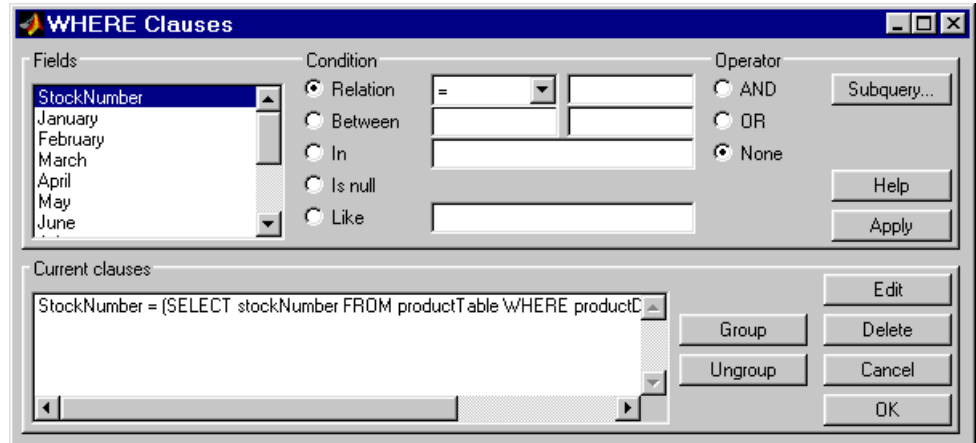 WHERE Clauses
Fields
Condition
Operator
StockNumber
January
February
March
April
May
June
Relation
=
Between
In
Is null
Like
AND
OR
None
Subquery...
Help
Apply
Current clauses
StockNumber = (SELECT stockNumber FROM productTable WHERE productD
Group
Ungroup
Edit
Delete
Cancel
OK